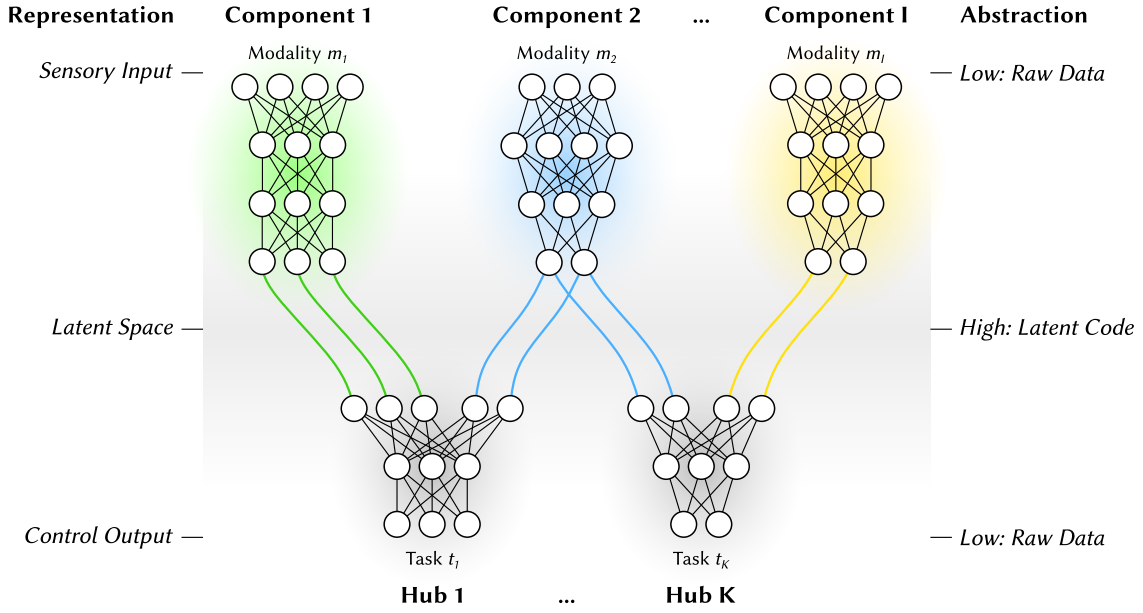 Representation Component 1 Component 2 ... Component I Abstraction
Modality m₁ Modality m₂ Modality mI
Sensory Input Low: Raw Data
Latent Space High: Latent Code
Control Output Low: Raw Data
Task t₁ Task tK
Hub 1 ... Hub K